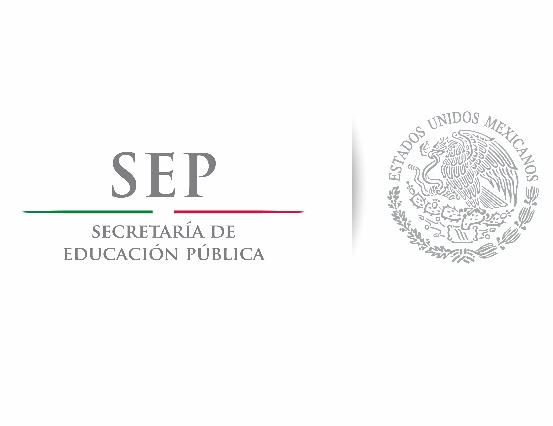 SEP
SECRETARÍA DE
EDUCACIÓN PÚBLICA
ESTADOS UNIDOS MEXICANOS